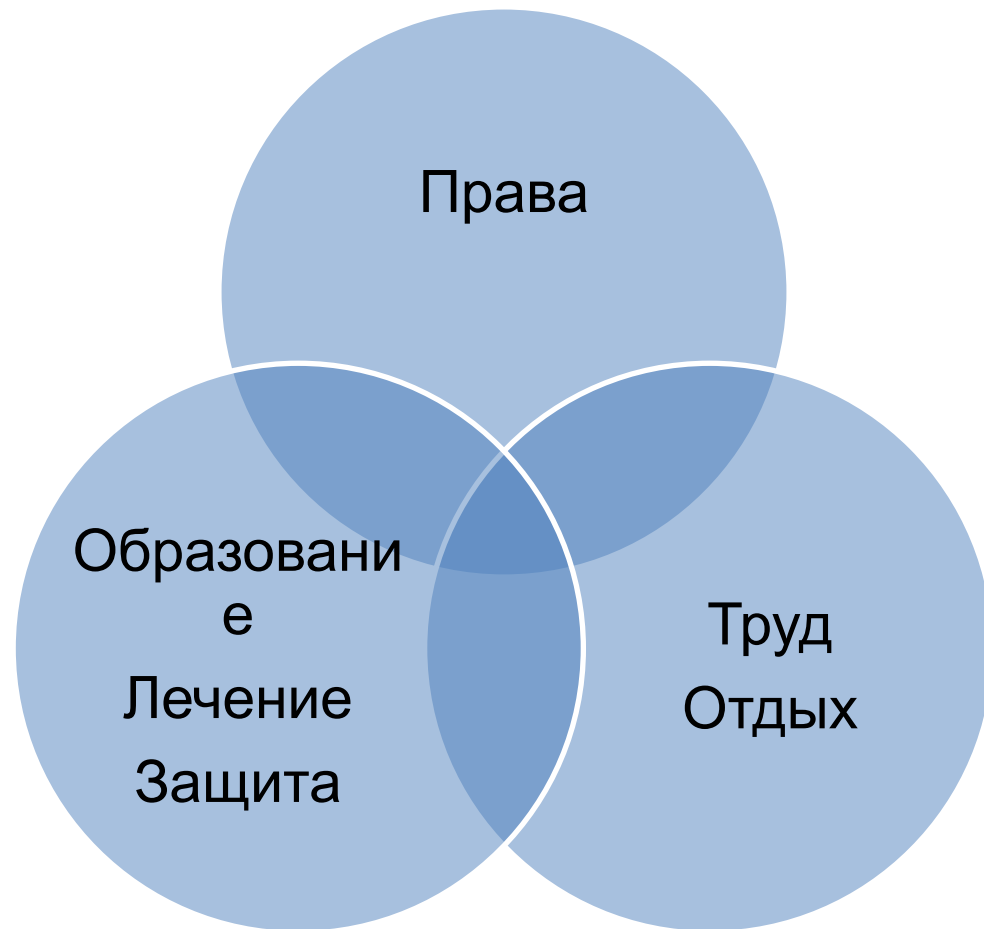 Права
Образовани
е
Лечение
Защита
Труд
Отдых